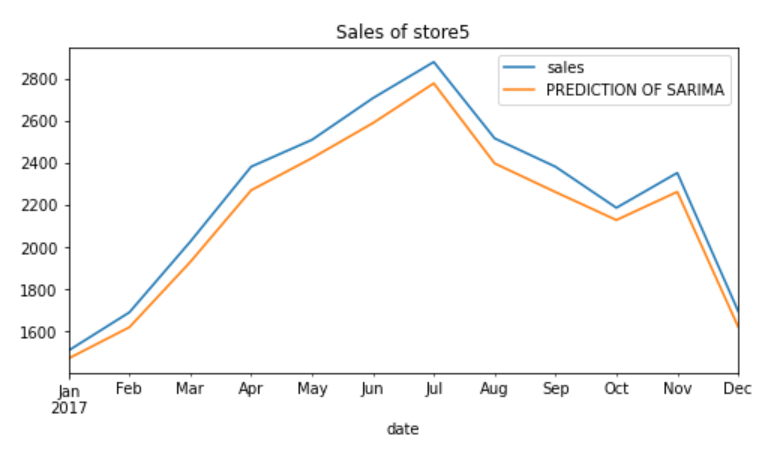 Sales of store5
sales
PREDICTION OF SARIMA
2800
2600
2400
2200
2000
1800
1600
Jan Feb Mar Apr May Jun Jul Aug Sep Oct Nov Dec
2017
date